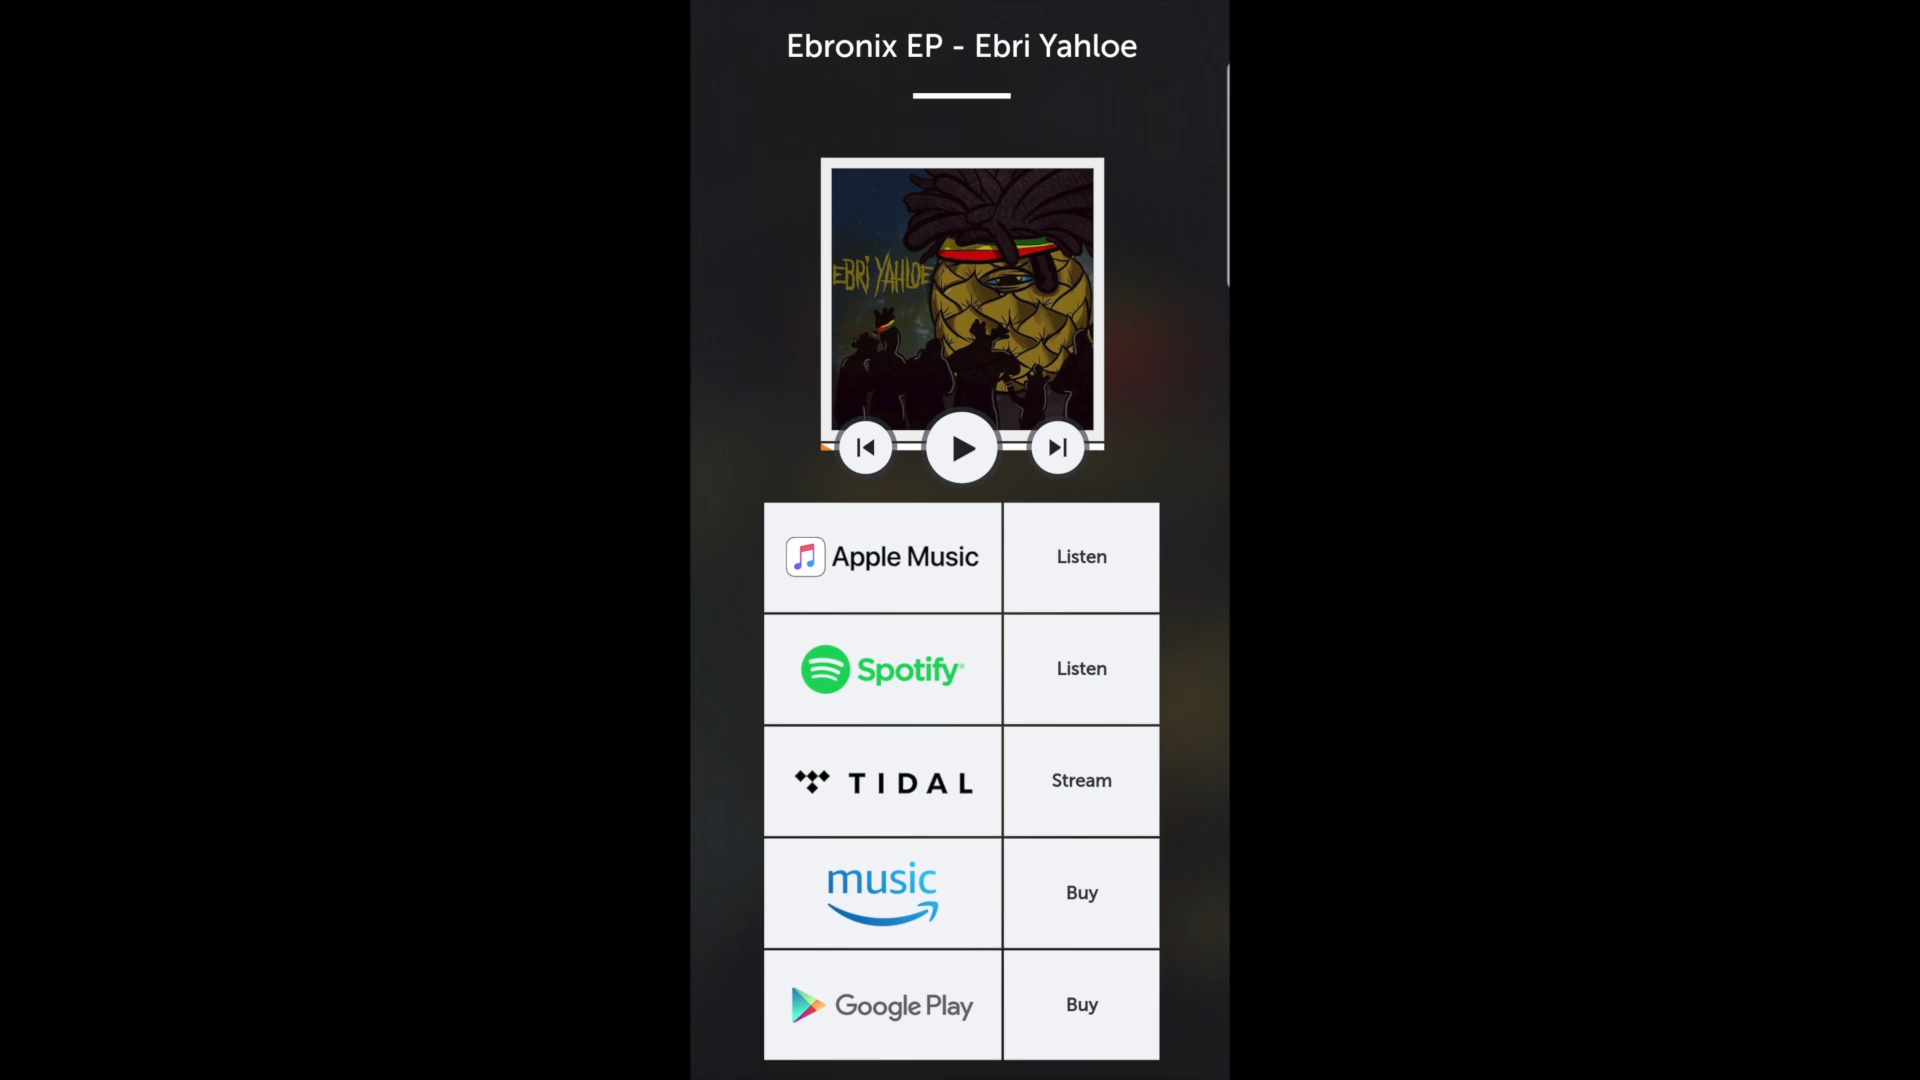 Ebronix EP - Ebri Yahloe
EBRI YAHLOE
Apple Music
Listen
Spotify
Listen
TIDAL
Stream
music
Buy
Google Play
Buy